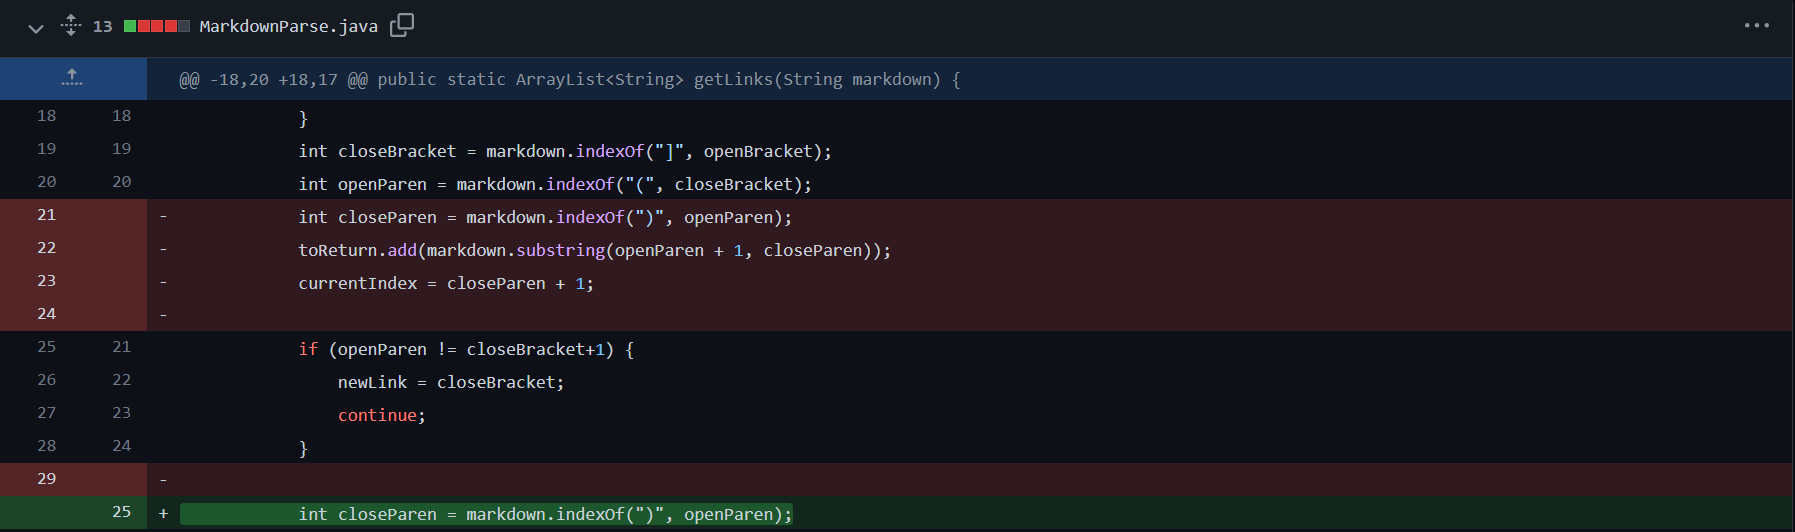 13 MarkdownParse.java
@@ -18,20 +18,17 @@ public static ArrayList<String> getLinks(String markdown) {
18 18 }
19 19 int closeBracket = markdown.indexOf("]", openBracket);
20 20 int openParen = markdown.indexOf("(", closeBracket);
21 - int closeParen = markdown.indexOf(")", openParen);
22 - toReturn.add(markdown.substring(openParen + 1, closeParen));
23 - currentIndex = closeParen + 1;
24 -
25 21 if (openParen != closeBracket+1) {
26 22 newLink = closeBracket;
27 23 continue;
28 24 }
29 -
25 + int closeParen = markdown.indexOf(")", openParen);